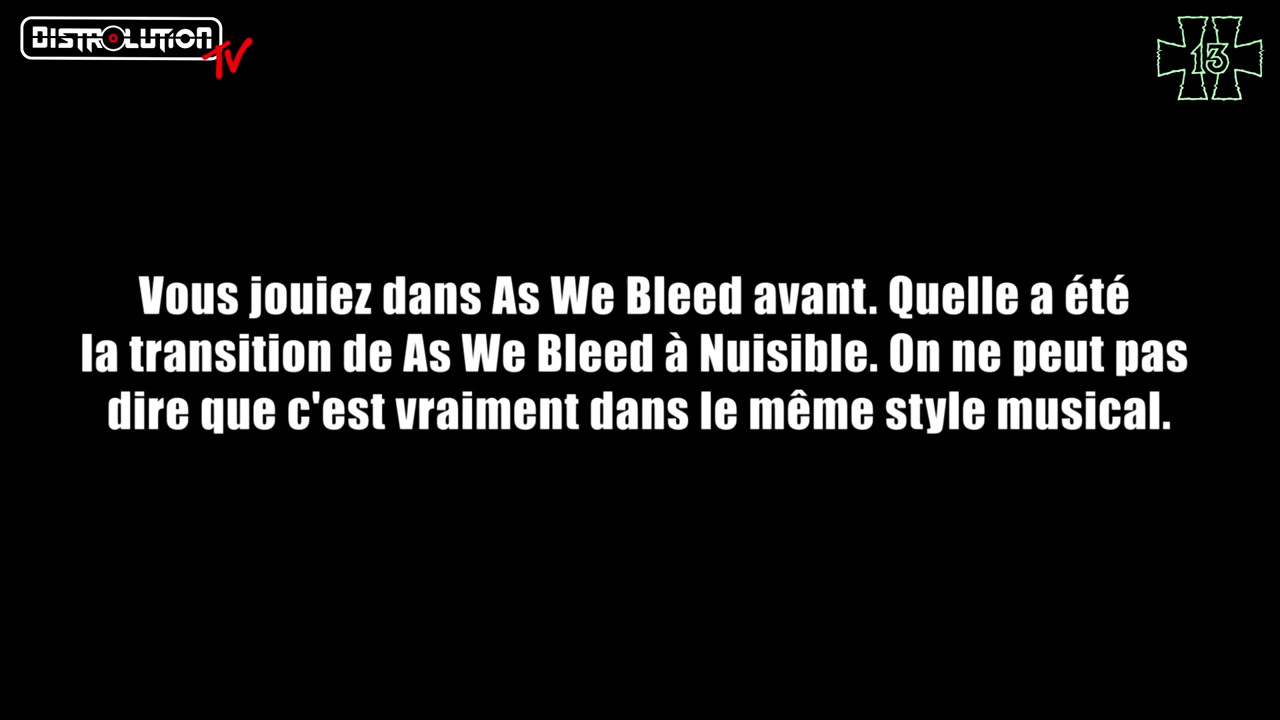 DISTROLUTION
TV
13
Vous jouiez dans As We Bleed avant. Quelle a été
la transition de As We Bleed à Nuisible. On ne peut pas
dire que c'est vraiment dans le même style musical.